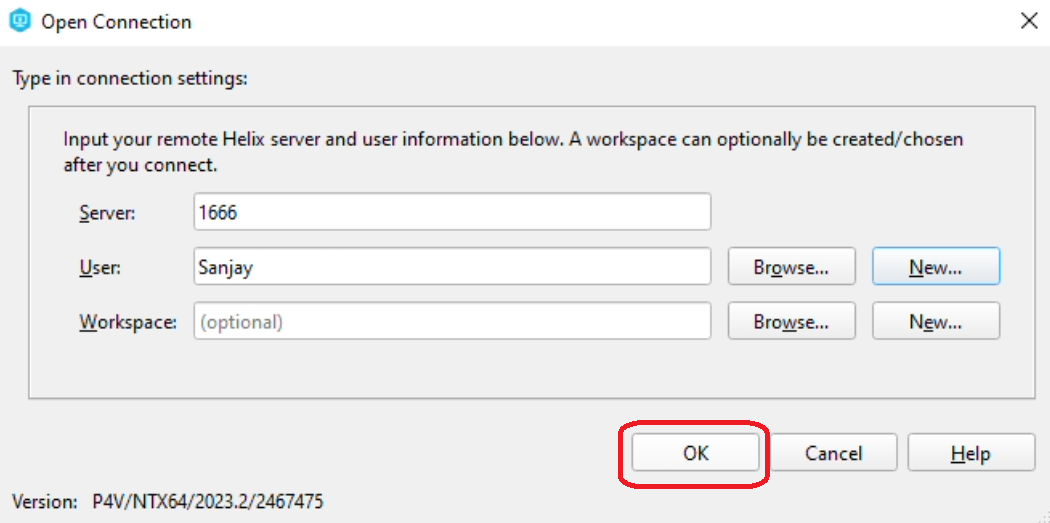 Open Connection
Type in connection settings:
Input your remote Helix server and user information below. A workspace can optionally be created/chosen
after you connect.
Server: 1666
User: Sanjay Browse... New...
Workspace: (optional) Browse... New...
OK Cancel Help
Version: P4V/NTX64/2023.2/2467475